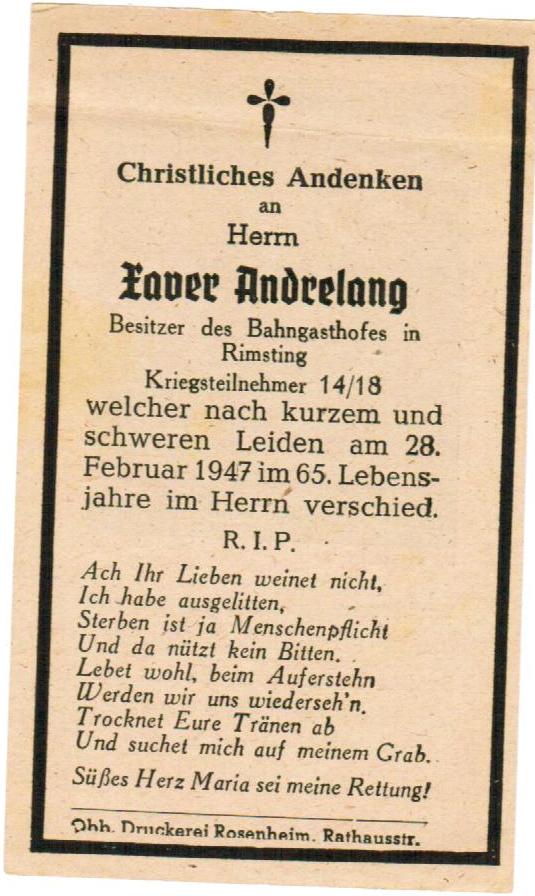 Christliches Andenken
an
Herrn
Xaver Andrelang
Besitzer des Bahngasthofes in
Rimsting
Kriegsteilnehmer 14/18
welcher nach kurzem und
schweren Leiden am 28.
Februar 1947 im 65. Lebens-
jahre im Herrn verschied.
R. I. P.
Ach Ihr Lieben weinet nicht,
Ich habe ausgelitten,
Sterben ist ja Menschenpflicht
Und da nützt kein Bitten.
Lebet wohl, beim Auferstehn
Werden wir uns wiederseh'n.
Trocknet Eure Tränen ab
Und suchet mich auf meinem Grab.
Süßes Herz Maria sei meine Rettung!
Obb. Druckerei Rosenheim, Rathausstr.